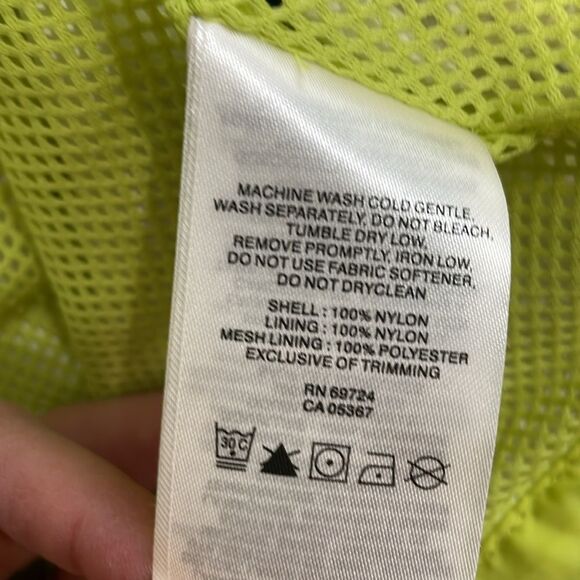 MACHINE WASH COLD GENTLE.
WASH SEPARATELY. DO NOT BLEACH.
TUMBLE DRY LOW.
REMOVE PROMPTLY. IRON LOW.
DO NOT USE FABRIC SOFTENER.
DO NOT DRYCLEAN
SHELL : 100% NYLON
LINING : 100% NYLON
MESH LINING : 100% POLYESTER
EXCLUSIVE OF TRIMMING
RN 69724
CA 05367
30 C